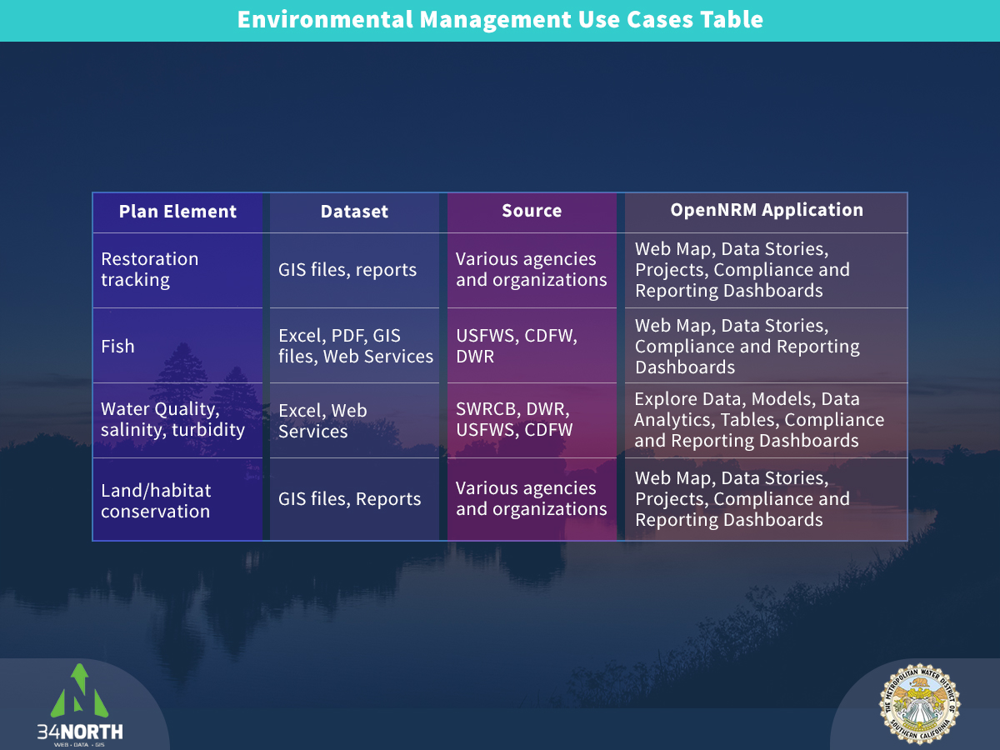 Environmental Management Use Cases Table
Plan Element
Dataset
Source
OpenNRM Application
Restoration
tracking
GIS files, reports
Various agencies
and organizations
Web Map, Data Stories,
Projects, Compliance and
Reporting Dashboards
Fish
Excel, PDF, GIS
files, Web Services
USFWS, CDFW,
DWR
Web Map, Data Stories,
Compliance and Reporting
Dashboards
Water Quality,
salinity, turbidity
Excel, Web
Services
SWRCB, DWR,
USFWS, CDFW
Explore Data, Models, Data
Analytics, Tables, Compliance
and Reporting Dashboards
Land/habitat
conservation
GIS files, Reports
Various agencies
and organizations
Web Map, Data Stories,
Projects, Compliance and
Reporting Dashboards
34NORTH
WEB • DATA • GIS
THE METROPOLITAN WATER DISTRICT OF
SOUTHERN CALIFORNIA